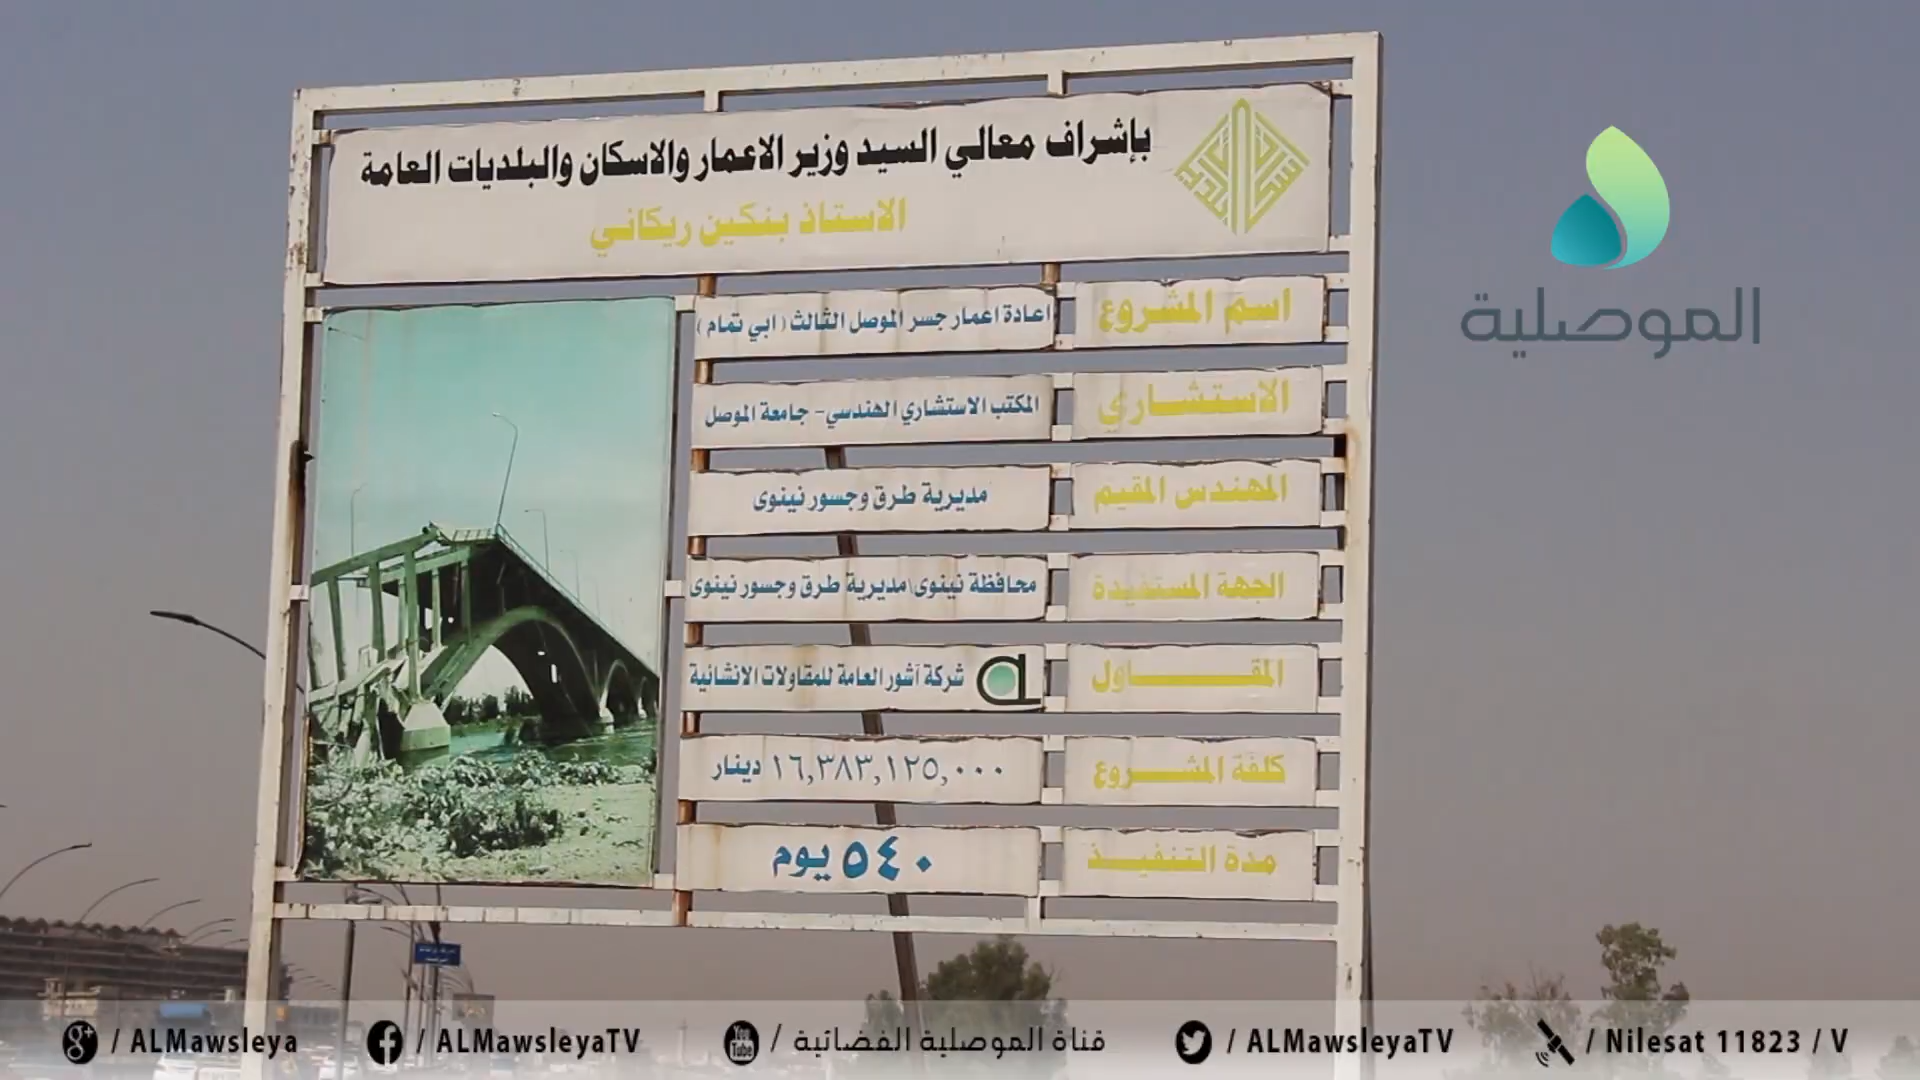 بإشراف معالي السيد وزير الاعمار والاسكان والبلديات العامة
الاستاذ بنكين ريكاني
اسم المشروع
اعادة اعمار جسر الموصل الثالث ( ابي تمام )
الاستشاري
المكتب الاستشاري الهندسي - جامعة الموصل
المهندس المقيم
مديرية طرق وجسور نينوى
الجهة المستفيدة
محافظة نينوى\مديرية طرق وجسور نينوى
المقاول
شركة آشور العامة للمقاولات الانشائية
كلفة المشروع
١٦,٣٨٣,١٢٥,٠٠٠ دينار
مدة التنفيذ
٥٤٠ يوم
الموصلية
/ ALMawsleya
/ ALMawsleyaTV
You Tube / قناة الموصلية الفضائية
/ ALMawsleyaTV
/ Nilesat 11823 / V